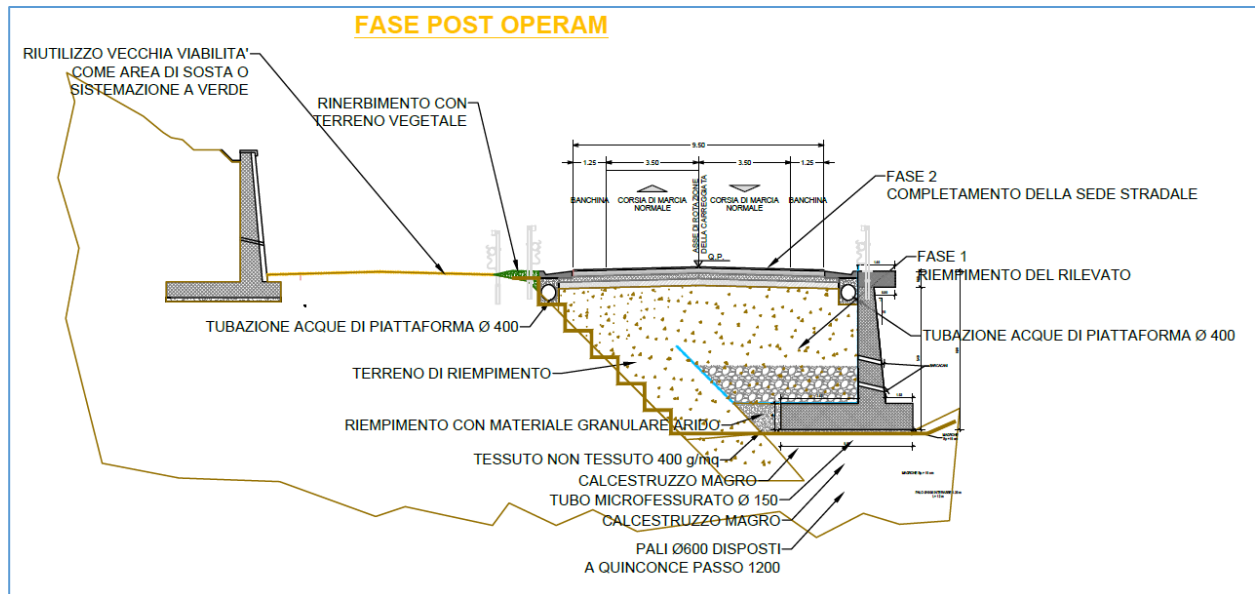 FASE POST OPERAM
RIUTILIZZO VECCHIA VIABILITA'
COME AREA DI SOSTA O
SISTEMAZIONE A VERDE
RINERBIMENTO CON
TERRENO VEGETALE
9.50
1.25
3.50
3.50
1.25
BANCHINA
CORSIA DI MARCIA
NORMALE
ASSE DI ROTAZIONE
DELLA CARREGGIATA
CORSIA DI MARCIA
NORMALE
BANCHINA
Q.P.
FASE 2
COMPLETAMENTO DELLA SEDE STRADALE
FASE 1
RIEMPIMENTO DEL RILEVATO
TUBAZIONE ACQUE DI PIATTAFORMA Ø 400
TUBAZIONE ACQUE DI PIATTAFORMA Ø 400
TERRENO DI RIEMPIMENTO
RIEMPIMENTO CON MATERIALE GRANULARE ARIDO
TESSUTO NON TESSUTO 400 g/mq
CALCESTRUZZO MAGRO
TUBO MICROFESSURATO Ø 150
CALCESTRUZZO MAGRO
PALI Ø600 DISPOSTI
A QUINCONCE PASSO 1200